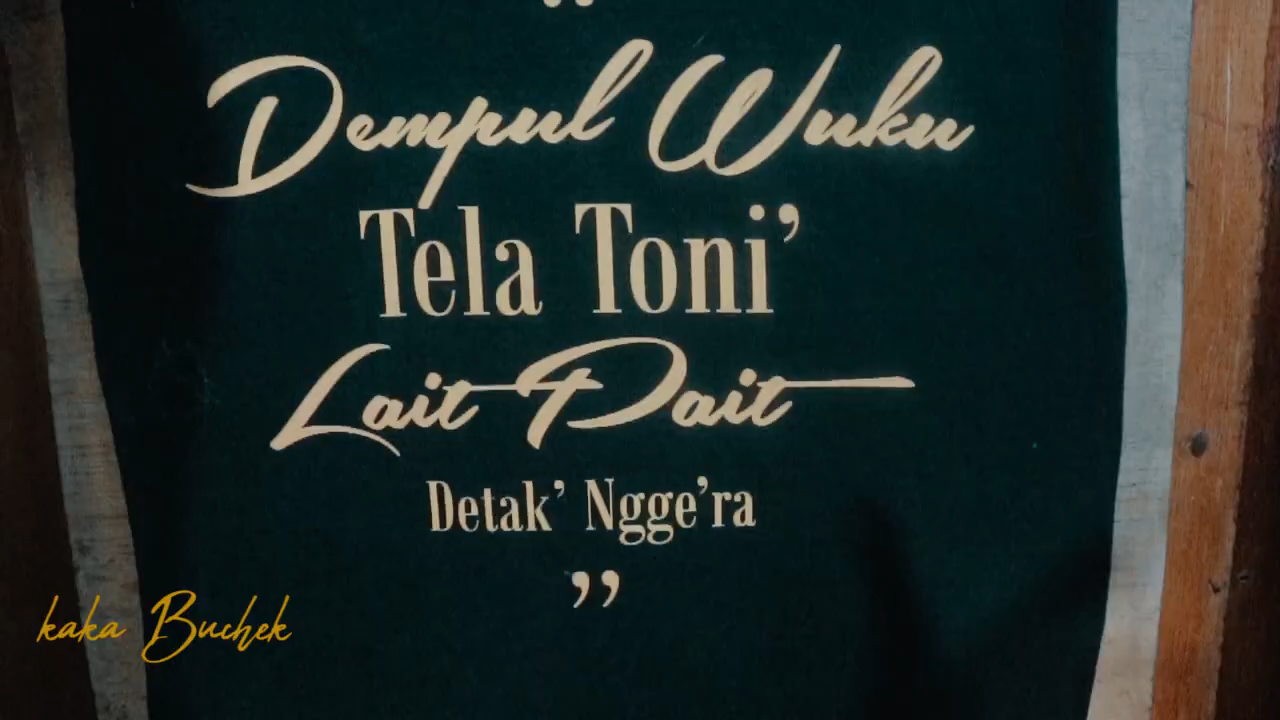 Dempul Wuku
Tela Toni’
Lait Pait
Detak’ Ngge’ra
”
kaka Buchek